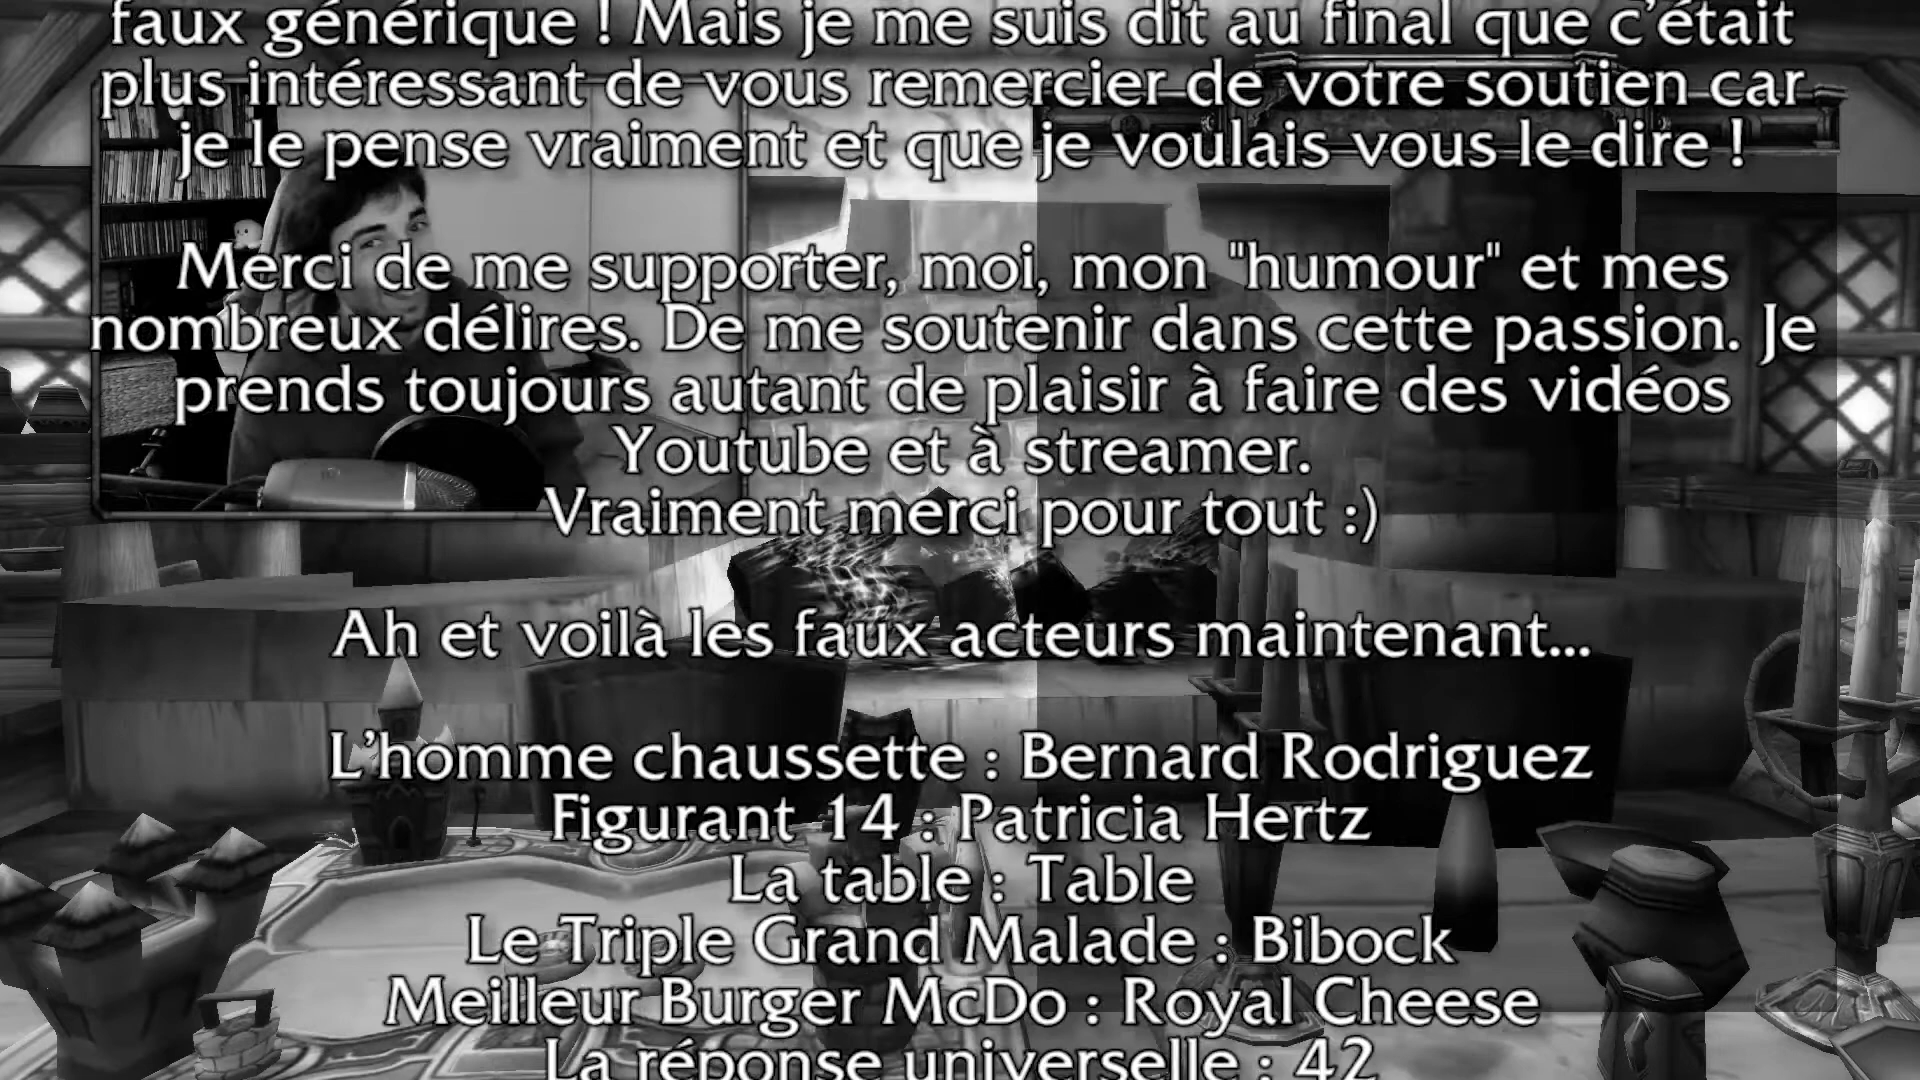 faux générique ! Mais je me suis dit au final que c'était
plus intéressant de vous remercier de votre soutien car
je le pense vraiment et que je voulais vous le dire !
Merci de me supporter, moi, mon "humour" et mes
nombreux délires. De me soutenir dans cette passion. Je
prends toujours autant de plaisir à faire des vidéos
Youtube et à streamer.
Vraiment merci pour tout :)
Ah et voilà les faux acteurs maintenant...
L'homme chaussette : Bernard Rodriguez
Figurant 14 : Patricia Hertz
La table : Table
Le Triple Grand Malade : Bibock
Meilleur Burger McDo : Royal Cheese
La réponse universelle : 42